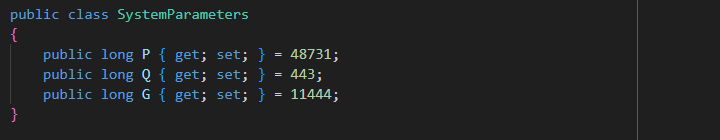 public class SystemParameters
{
    public long P { get; set; } = 48731;
    public long Q { get; set; } = 443;
    public long G { get; set; } = 11444;
}